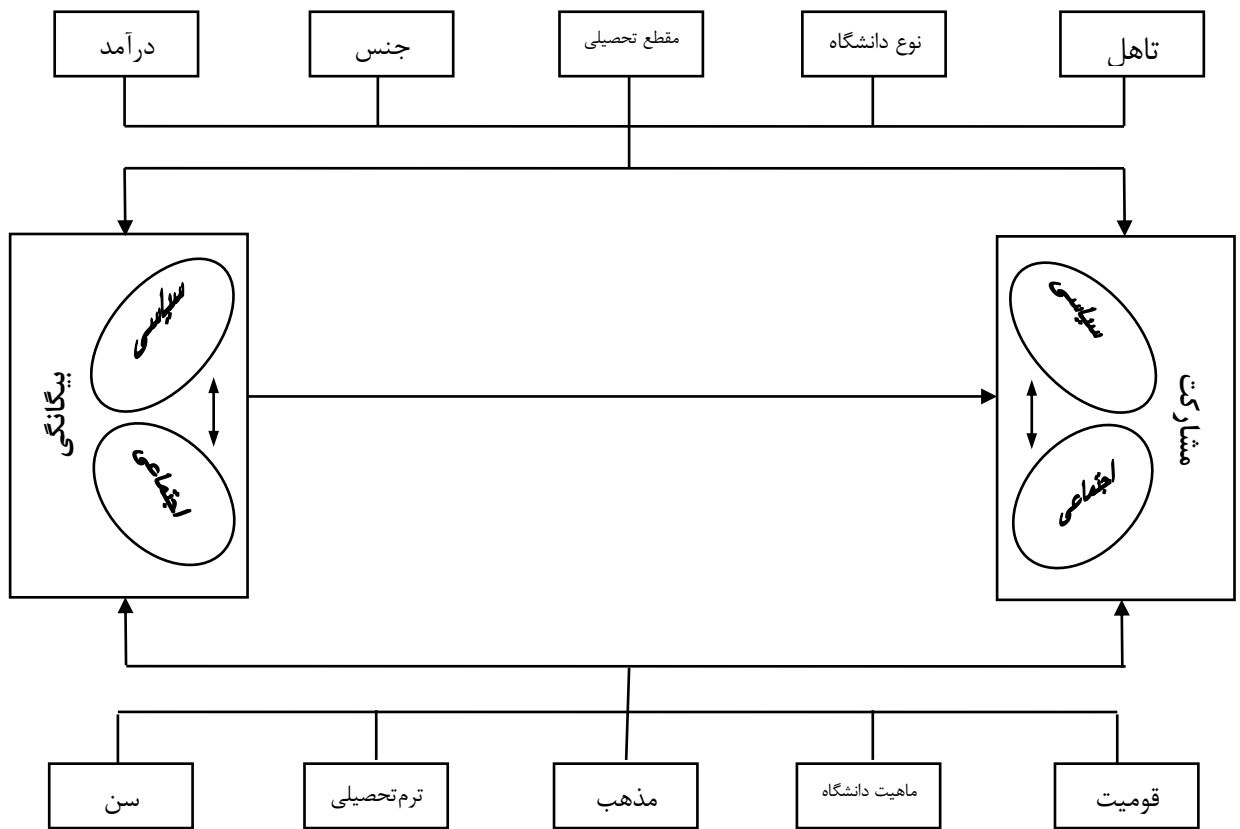 تاهل
نوع دانشگاه
مقطع تحصیلی
جنس
درآمد
مشارکت
سیاسی
اجتماعی
سیاسی
اجتماعی
بیگانگی
قومیت
ماهیت دانشگاه
مذهب
ترم‌تحصیلی
سن